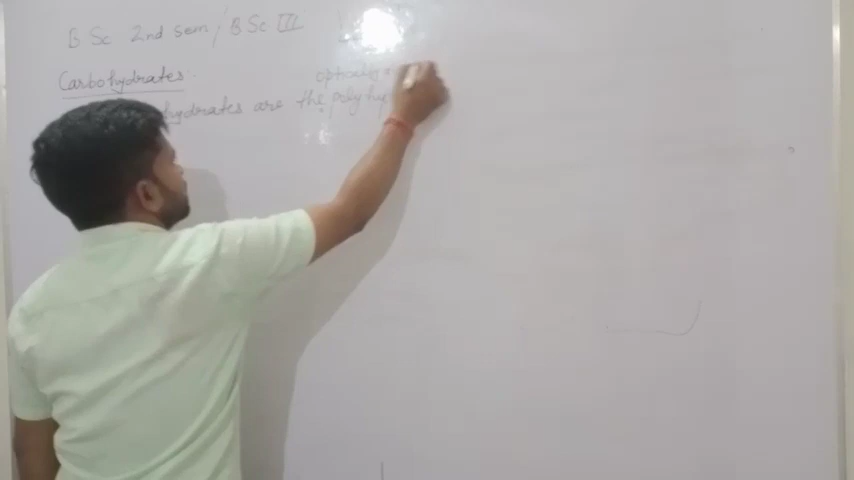 B Sc 2nd sem / B Sc III
Carbohydrates.
optically
hydrates are the poly hy